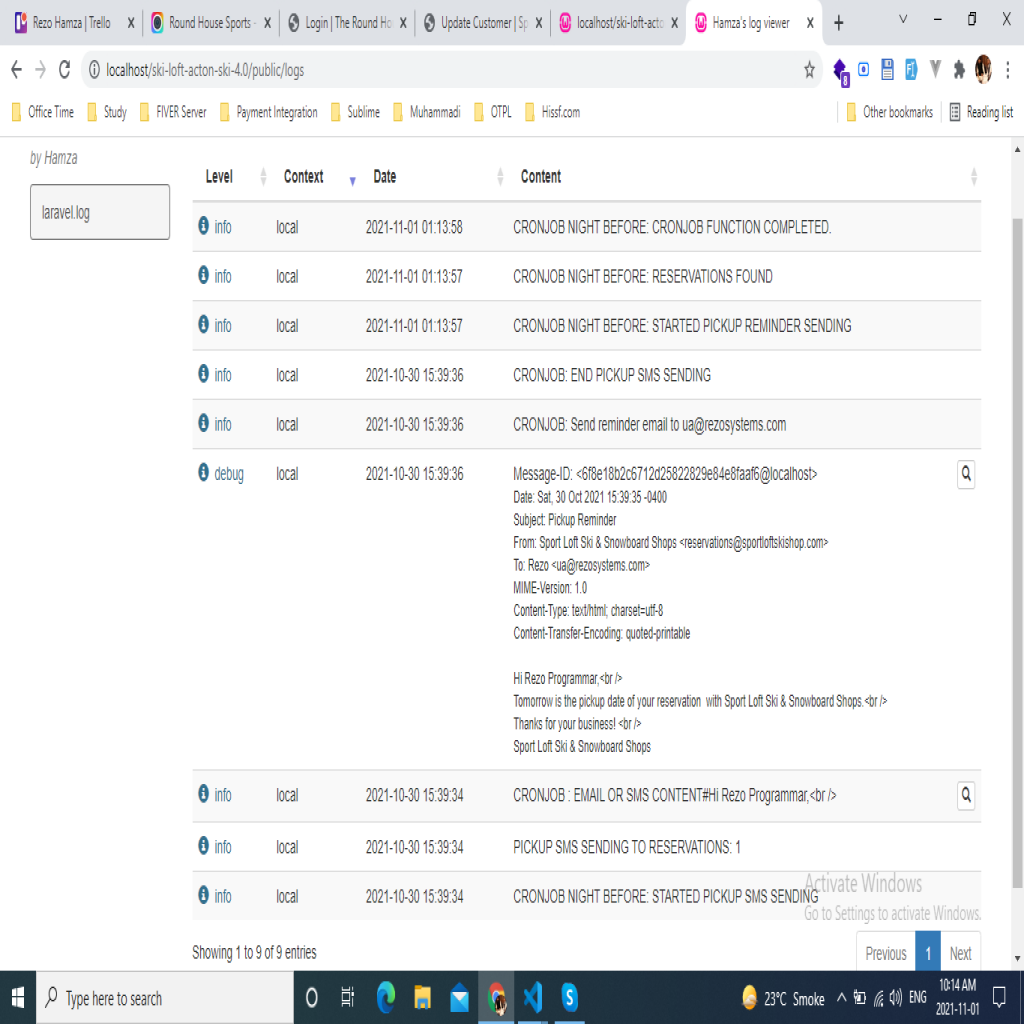 Rezo Hamza | Trello
Round House Sports -
Login | The Round Ho
Update Customer | Sp
localhost/ski-loft-acto
Hamza's log viewer
localhost/ski-loft-acton-ski-4.0/public/logs
8
Office Time
Study
FIVER Server
Payment Integration
Sublime
Muhammadi
OTPL
Hissf.com
Other bookmarks
Reading list
by Hamza
laravel.log
Level Context Date Content
info local 2021-11-01 01:13:58 CRONJOB NIGHT BEFORE: CRONJOB FUNCTION COMPLETED.
info local 2021-11-01 01:13:57 CRONJOB NIGHT BEFORE: RESERVATIONS FOUND
info local 2021-11-01 01:13:57 CRONJOB NIGHT BEFORE: STARTED PICKUP REMINDER SENDING
info local 2021-10-30 15:39:36 CRONJOB: END PICKUP SMS SENDING
info local 2021-10-30 15:39:36 CRONJOB: Send reminder email to ua@rezosystems.com
debug local 2021-10-30 15:39:36 Message-ID: <6f8e18b2c6712d25822829e84e8faaf6@localhost>
Date: Sat, 30 Oct 2021 15:39:35 -0400
Subject: Pickup Reminder
From: Sport Loft Ski & Snowboard Shops <reservations@sportloftskishop.com>
To: Rezo <ua@rezosystems.com>
MIME-Version: 1.0
Content-Type: text/html; charset=utf-8
Content-Transfer-Encoding: quoted-printable
Hi Rezo Programmar,<br />
Tomorrow is the pickup date of your reservation with Sport Loft Ski & Snowboard Shops.<br />
Thanks for your business! <br />
Sport Loft Ski & Snowboard Shops
info local 2021-10-30 15:39:34 CRONJOB : EMAIL OR SMS CONTENT#Hi Rezo Programmar,<br />
info local 2021-10-30 15:39:34 PICKUP SMS SENDING TO RESERVATIONS: 1
info local 2021-10-30 15:39:34 CRONJOB NIGHT BEFORE: STARTED PICKUP SMS SENDING
Activate Windows
Go to Settings to activate Windows.
Showing 1 to 9 of 9 entries
Previous 1 Next
Type here to search
23°C Smoke
ENG
10:14 AM
2021-11-01